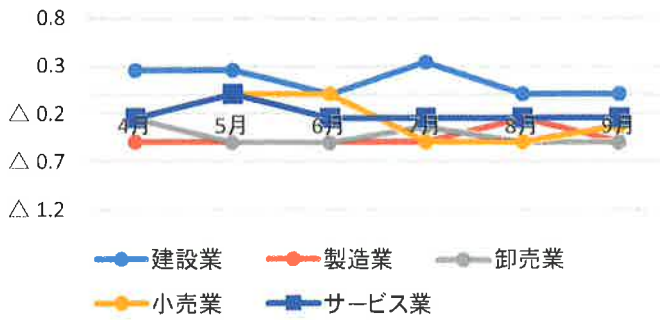 0.8
0.3
△ 0.2
4月 5月 6月 7月 8月 9月
△ 0.7
△ 1.2
建設業 製造業 卸売業
小売業 サービス業